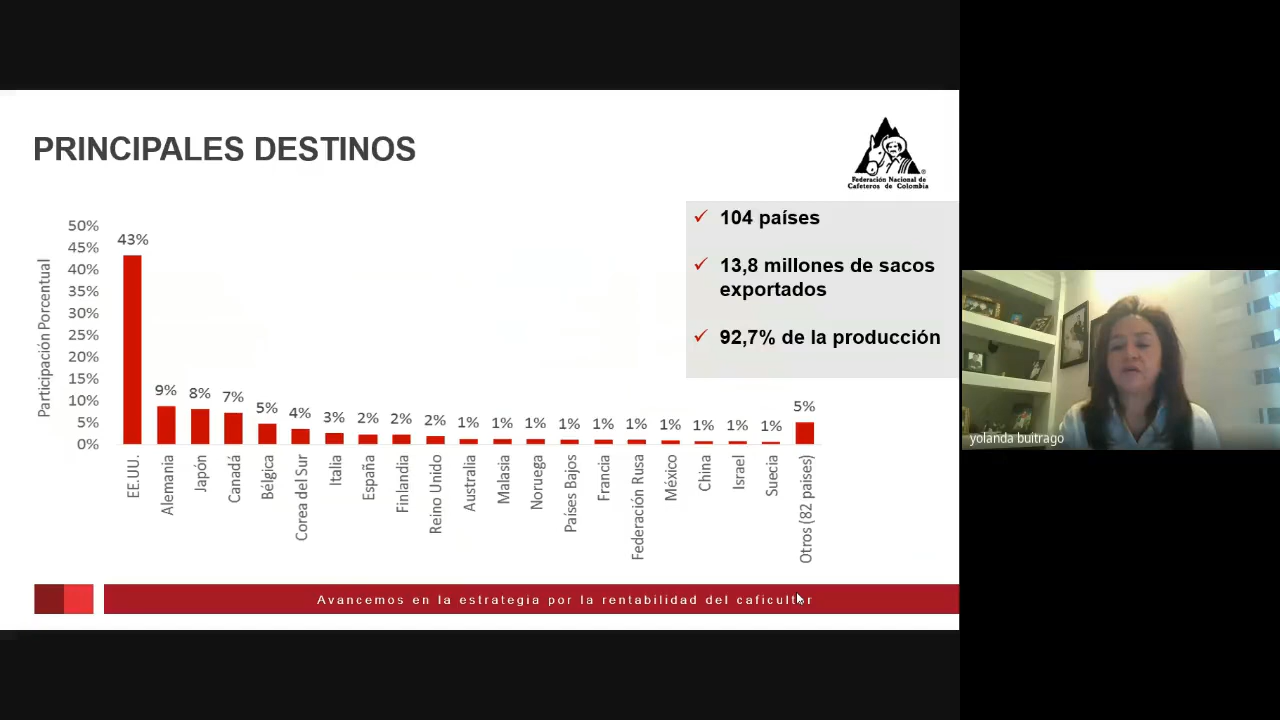 PRINCIPALES DESTINOS
®
Federación Nacional de
Cafeteros de Colombia
✓ 104 países
✓ 13,8 millones de sacos
exportados
✓ 92,7% de la producción
Participación Porcentual
50%
45%
40%
35%
30%
25%
20%
15%
10%
5%
0%
43%
9%
8%
7%
5%
4%
3%
2%
2%
2%
1%
1%
1%
1%
1%
1%
1%
1%
1%
1%
5%
EE.UU.
Alemania
Japón
Canadá
Bélgica
Corea del Sur
Italia
España
Finlandia
Reino Unido
Australia
Malasia
Noruega
Países Bajos
Francia
Federación Rusa
México
China
Israel
Suecia
Otros (82 paises)
Avancemos en la estrategia por la rentabilidad del caficultor
yolanda buitrago